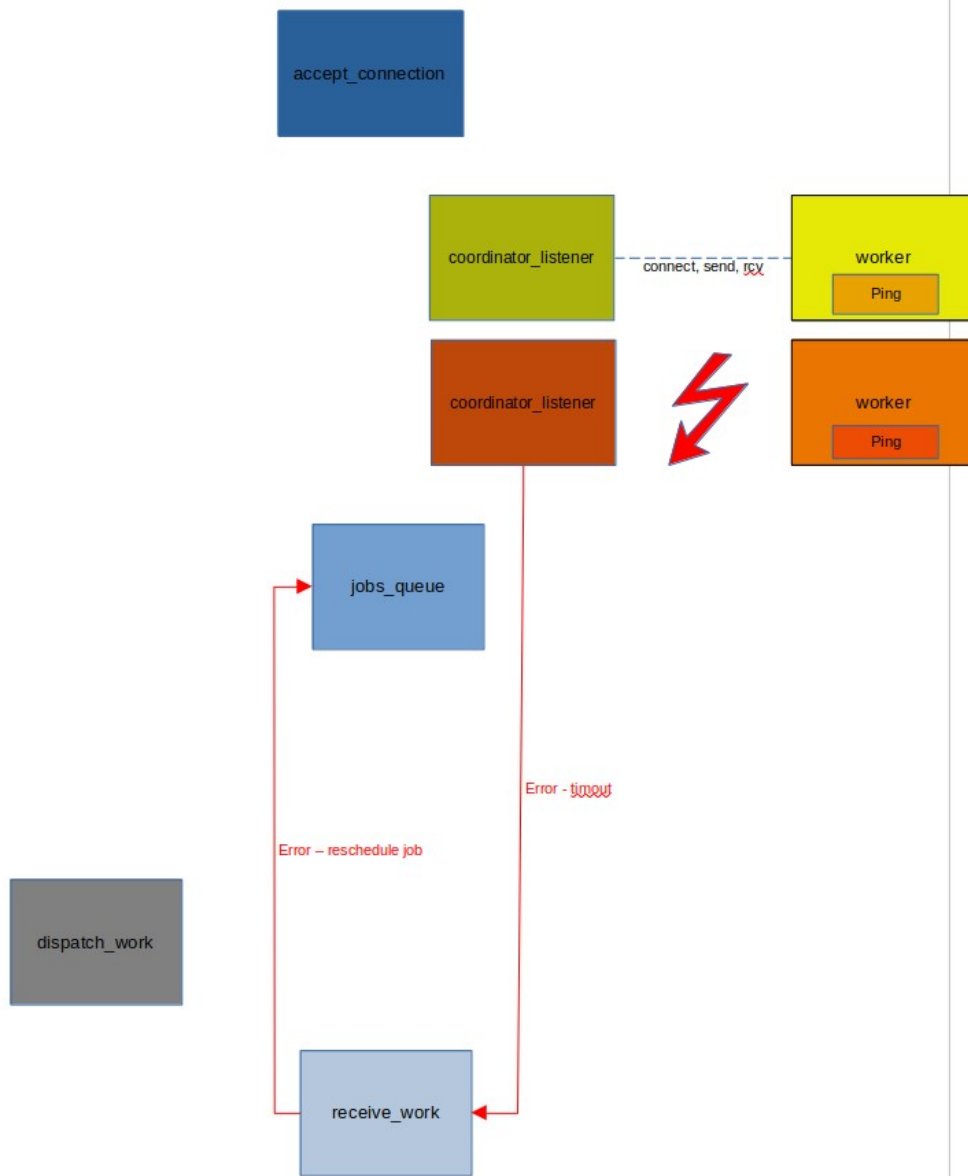 accept_connection
coordinator_listener
connect, send, rcv
worker
Ping
coordinator_listener
worker
Ping
jobs_queue
Error - timout
Error – reschedule job
dispatch_work
receive_work